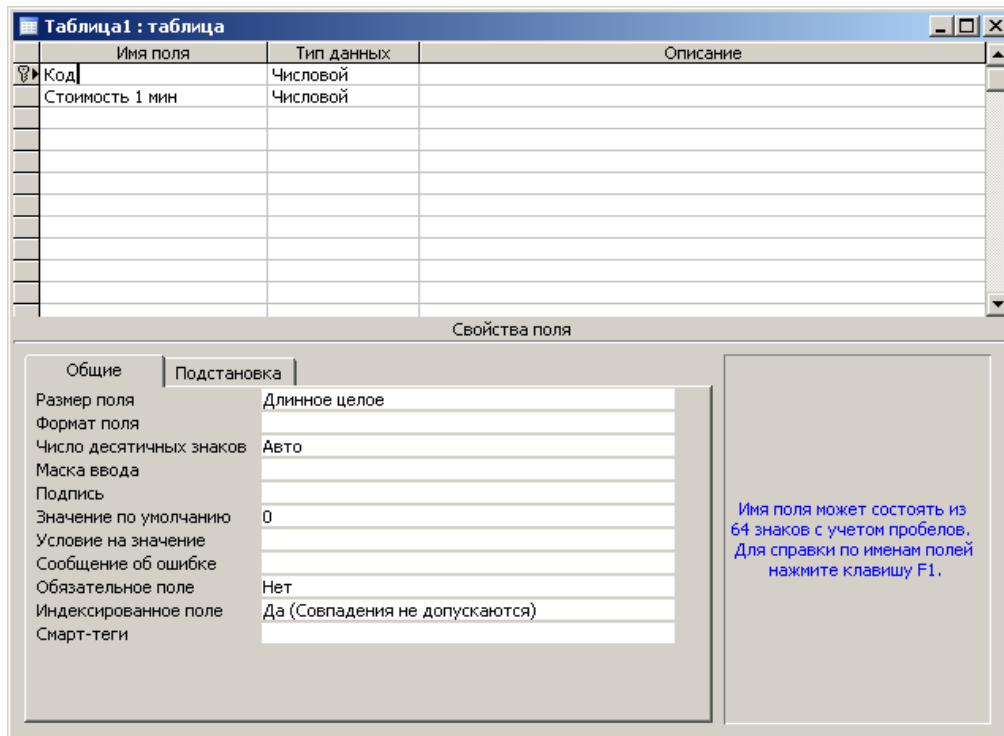 Таблица1 : таблица
Имя поля Тип данных Описание
Код Числовой
Стоимость 1 мин Числовой
Свойства поля
Общие Подстановка
Размер поля Длинное целое
Формат поля
Число десятичных знаков Авто
Маска ввода
Подпись
Значение по умолчанию 0
Условие на значение
Сообщение об ошибке
Обязательное поле Нет
Индексированное поле Да (Совпадения не допускаются)
Смарт-теги
Имя поля может состоять из
64 знаков с учетом пробелов.
Для справки по именам полей
нажмите клавишу F1.